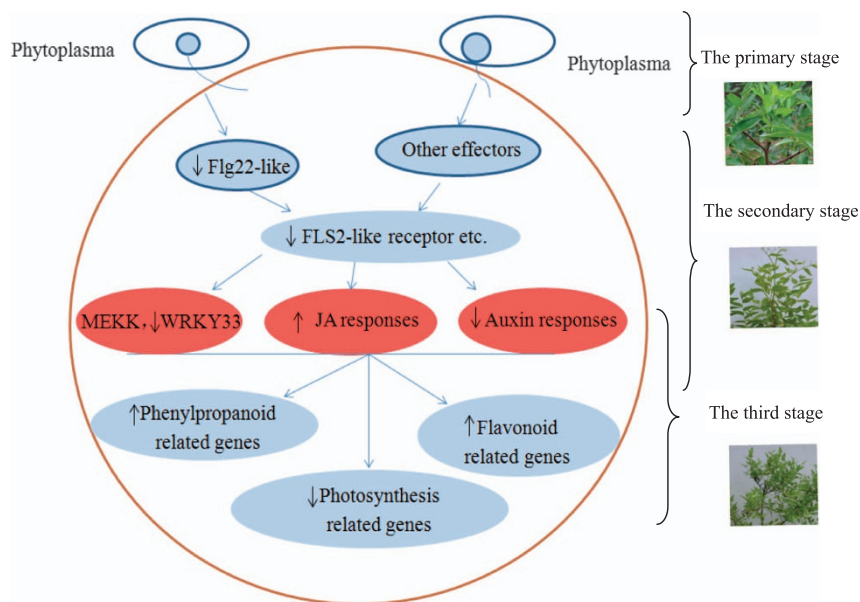 Phytoplasma
Phytoplasma
The primary stage
↓Flg22-like
Other effectors
The secondary stage
↓FLS2-like receptor etc.
MEKK,↓WRKY33
↑ JA responses
↓Auxin responses
The third stage
↑Phenylpropanoid
related genes
↑Flavonoid
related genes
↓Photosynthesis
related genes